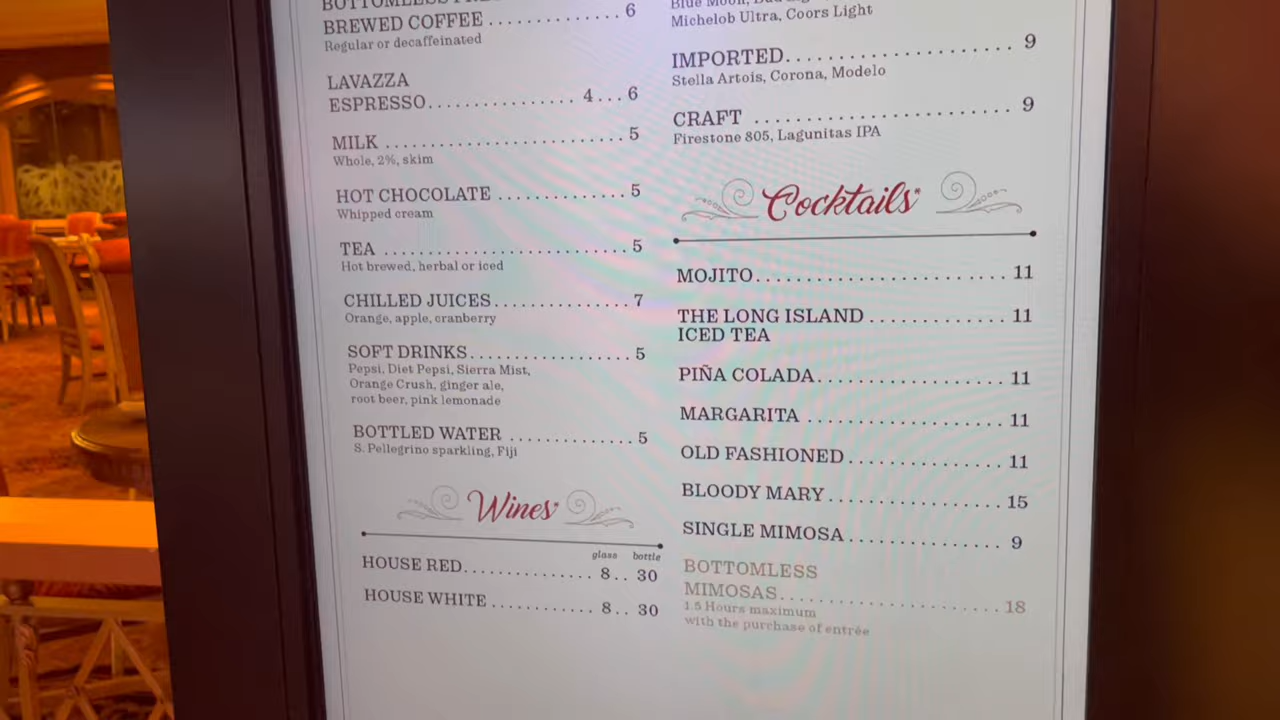 BOTTOMLESS
BREWED COFFEE . . . . . . . . . . . . . 6
Regular or decaffeinated
LAVAZZA
ESPRESSO. . . . . . . . . . . . . . . 4 . . . 6
MILK . . . . . . . . . . . . . . . . . . . . . . . . 5
Whole, 2%, skim
HOT CHOCOLATE . . . . . . . . . . . . . 5
Whipped cream
TEA . . . . . . . . . . . . . . . . . . . . . . . . . 5
Hot brewed, herbal or iced
CHILLED JUICES. . . . . . . . . . . . . . 7
Orange, apple, cranberry
SOFT DRINKS. . . . . . . . . . . . . . . . . 5
Pepsi, Diet Pepsi, Sierra Mist,
Orange Crush, ginger ale,
root beer, pink lemonade
BOTTLED WATER . . . . . . . . . . . . . 5
S. Pellegrino sparkling, Fiji
Wines*
glass bottle
HOUSE RED. . . . . . . . . . . . . . 8 . . 30
HOUSE WHITE . . . . . . . . . . . 8 . . 30
Blue Moon,
Michelob Ultra, Coors Light
IMPORTED. . . . . . . . . . . . . . . . . . . . . . . 9
Stella Artois, Corona, Modelo
CRAFT . . . . . . . . . . . . . . . . . . . . . . . . . . 9
Firestone 805, Lagunitas IPA
Cocktails*
MOJITO. . . . . . . . . . . . . . . . . . . . . . . . . . 11
THE LONG ISLAND . . . . . . . . . . . . . . 11
ICED TEA
PIÑA COLADA. . . . . . . . . . . . . . . . . . . 11
MARGARITA . . . . . . . . . . . . . . . . . . . . 11
OLD FASHIONED. . . . . . . . . . . . . . . . 11
BLOODY MARY. . . . . . . . . . . . . . . . . . 15
SINGLE MIMOSA. . . . . . . . . . . . . . . . 9
BOTTOMLESS
MIMOSAS. . . . . . . . . . . . . . . . . . . . . . . 18
1.5 Hours maximum
with the purchase of entrée